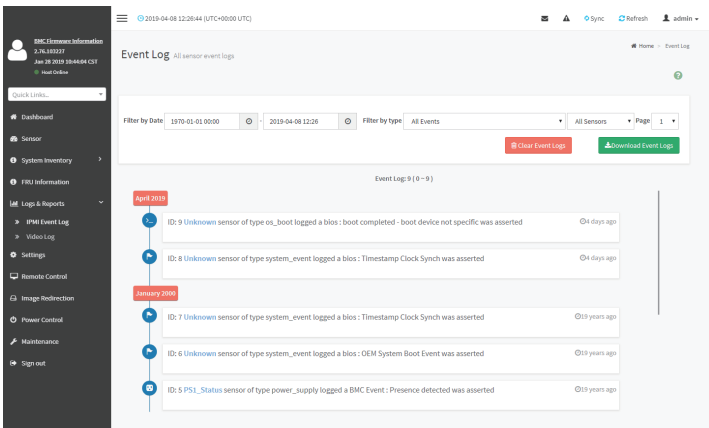 2019-04-08 12:26:44 (UTC+00:00 UTC)
Sync
Refresh
admin
BMC Firmware Information
2.76.103227
Jan 28 2019 10:44:04 CST
Host Online
Quick Links...
Dashboard
Sensor
System Inventory
FRU Information
Logs & Reports
IPMI Event Log
Video Log
Settings
Remote Control
Image Redirection
Power Control
Maintenance
Sign out
Event Log All sensor event logs
Home > Event Log
Filter by Date 1970-01-01 00:00 - 2019-04-08 12:26 Filter by type All Events All Sensors Page 1
Clear Event Logs
Download Event Logs
Event Log: 9 ( 0 ~ 9 )
April 2019
ID: 9 Unknown sensor of type os_boot logged a bios : boot completed - boot device not specific was asserted 4 days ago
ID: 8 Unknown sensor of type system_event logged a bios : Timestamp Clock Synch was asserted 4 days ago
January 2000
ID: 7 Unknown sensor of type system_event logged a bios : Timestamp Clock Synch was asserted 19 years ago
ID: 6 Unknown sensor of type system_event logged a bios : OEM System Boot Event was asserted 19 years ago
ID: 5 PS1_Status sensor of type power_supply logged a BMC Event : Presence detected was asserted 19 years ago